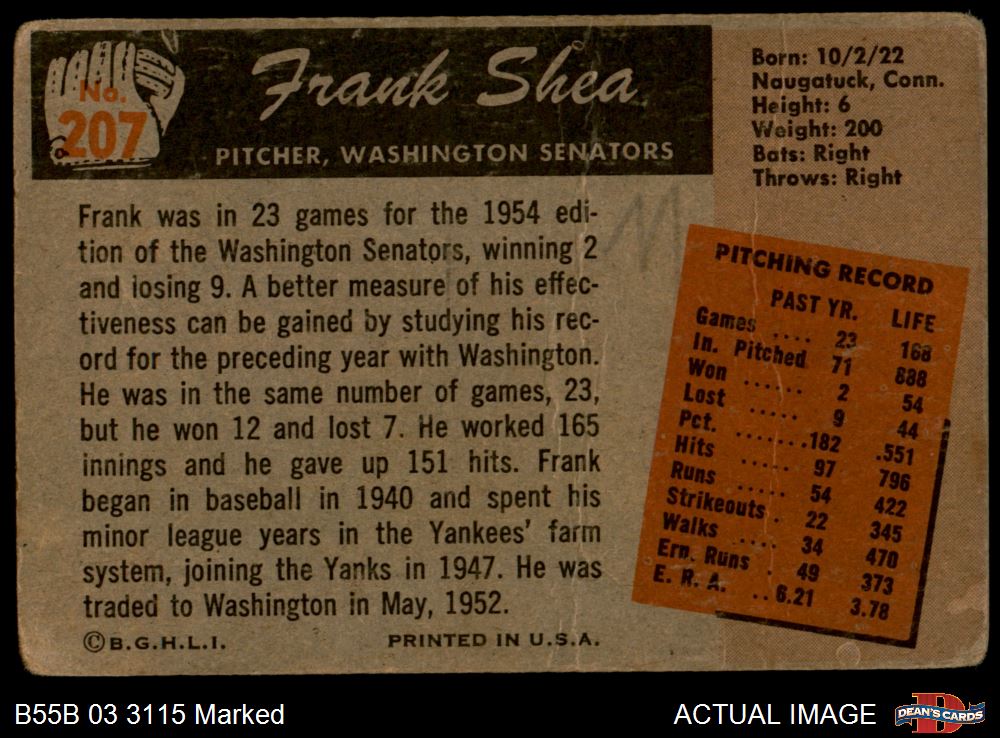 No.
207
Frank Shea
PITCHER, WASHINGTON SENATORS
Born: 10/2/22
Naugatuck, Conn.
Height: 6
Weight: 200
Bats: Right
Throws: Right
Frank was in 23 games for the 1954 edi-
tion of the Washington Senators, winning 2
and losing 9. A better measure of his effec-
tiveness can be gained by studying his rec-
ord for the preceding year with Washington.
He was in the same number of games, 23,
but he won 12 and lost 7. He worked 165
innings and he gave up 151 hits. Frank
began in baseball in 1940 and spent his
minor league years in the Yankees' farm
system, joining the Yanks in 1947. He was
traded to Washington in May, 1952.
©B.G.H.L.I. PRINTED IN U.S.A.
PITCHING RECORD
PAST YR. LIFE
Games .... 23 168
In. Pitched 71 888
Won ...... 2 54
Lost ..... 9 44
Pct. .......182 .551
Hits ..... 97 796
Runs ..... 54 422
Strikeouts . 22 345
Walks .... 34 470
Ern. Runs . 49 373
E. R. A. ..6.21 3.78
B55B 03 3115 Marked
ACTUAL IMAGE
D
DEAN'S CARDS